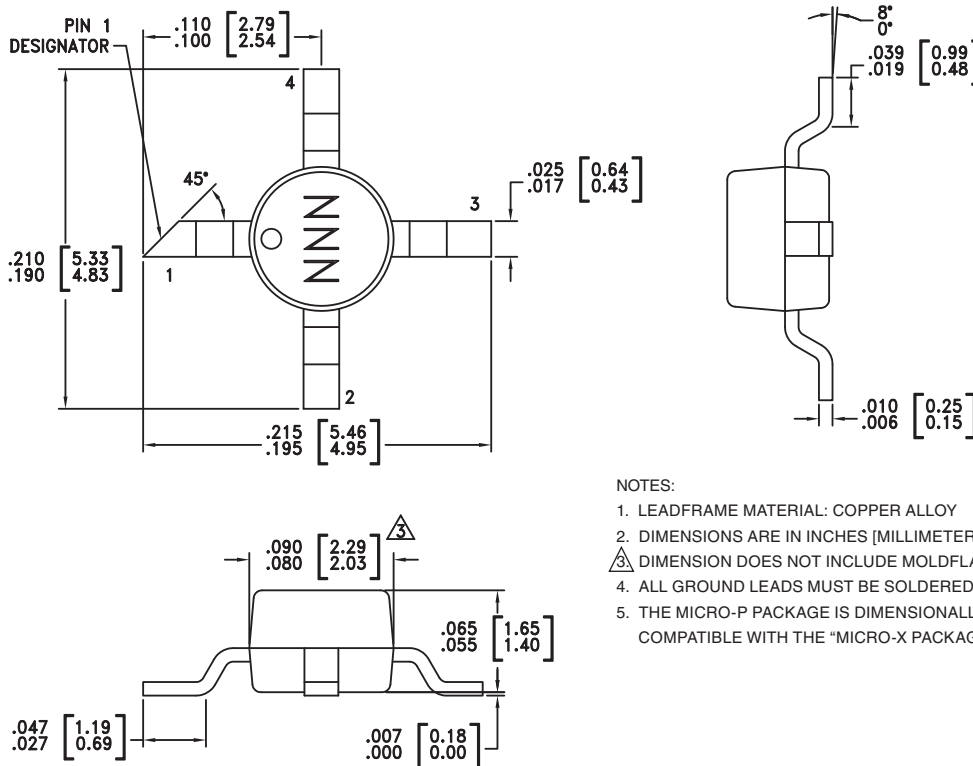 PIN 1
DESIGNATOR
.110 [2.79]
.100 [2.54]
4
45°
NNN
3
1
2
.025 [0.64]
.017 [0.43]
.210 [5.33]
.190 [4.83]
.215 [5.46]
.195 [4.95]
8°
0°
.039 [0.99]
.019 [0.48]
.010 [0.25]
.006 [0.15]
.090 [2.29]
.080 [2.03]
3
.065 [1.65]
.055 [1.40]
.047 [1.19]
.027 [0.69]
.007 [0.18]
.000 [0.00]
NOTES:
1. LEADFRAME MATERIAL: COPPER ALLOY
2. DIMENSIONS ARE IN INCHES [MILLIMETER
3. DIMENSION DOES NOT INCLUDE MOLDFLA
4. ALL GROUND LEADS MUST BE SOLDERED
5. THE MICRO-P PACKAGE IS DIMENSIONALL
COMPATIBLE WITH THE “MICRO-X PACKAG